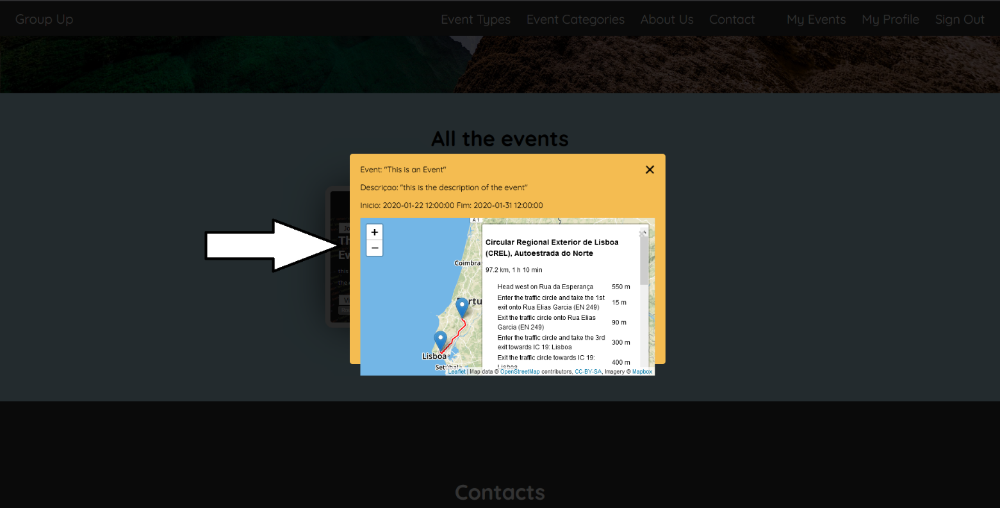 Group Up
Event Types Event Categories About Us Contact My Events My Profile Sign Out
All the events
Event: "This is an Event"
Descriçao: "this is the description of the event"
Inicio: 2020-01-22 12:00:00 Fim: 2020-01-31 12:00:00
Th
Ev
this
the
+
−
A 1
Coimbra
rtu
Lisboa
Setúbal
Circular Regional Exterior de Lisboa
(CREL), Autoestrada do Norte
97.2 km, 1 h 10 min
Head west on Rua da Esperança 550 m
Enter the traffic circle and take the 1st
exit onto Rua Elias Garcia (EN 249) 15 m
Exit the traffic circle onto Rua Elias
Garcia (EN 249) 90 m
Enter the traffic circle and take the 3rd
exit towards IC 19: Lisboa 300 m
Exit the traffic circle towards IC 19:
Lisboa 400 m
Leaflet | Map data © OpenStreetMap contributors, CC-BY-SA, Imagery © Mapbox
Contacts